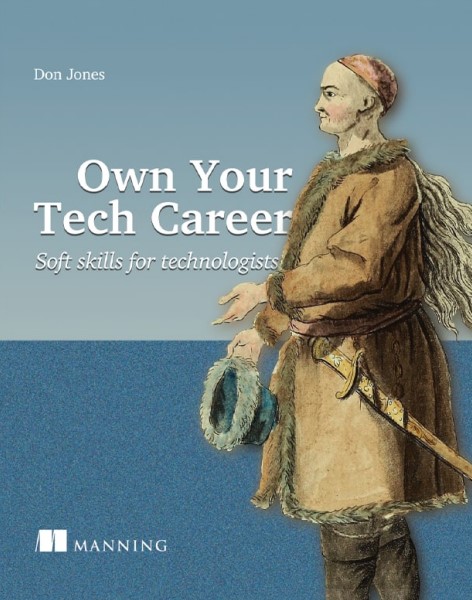 Don Jones
Own Your
Tech Career
Soft skills for technologists
MANNING